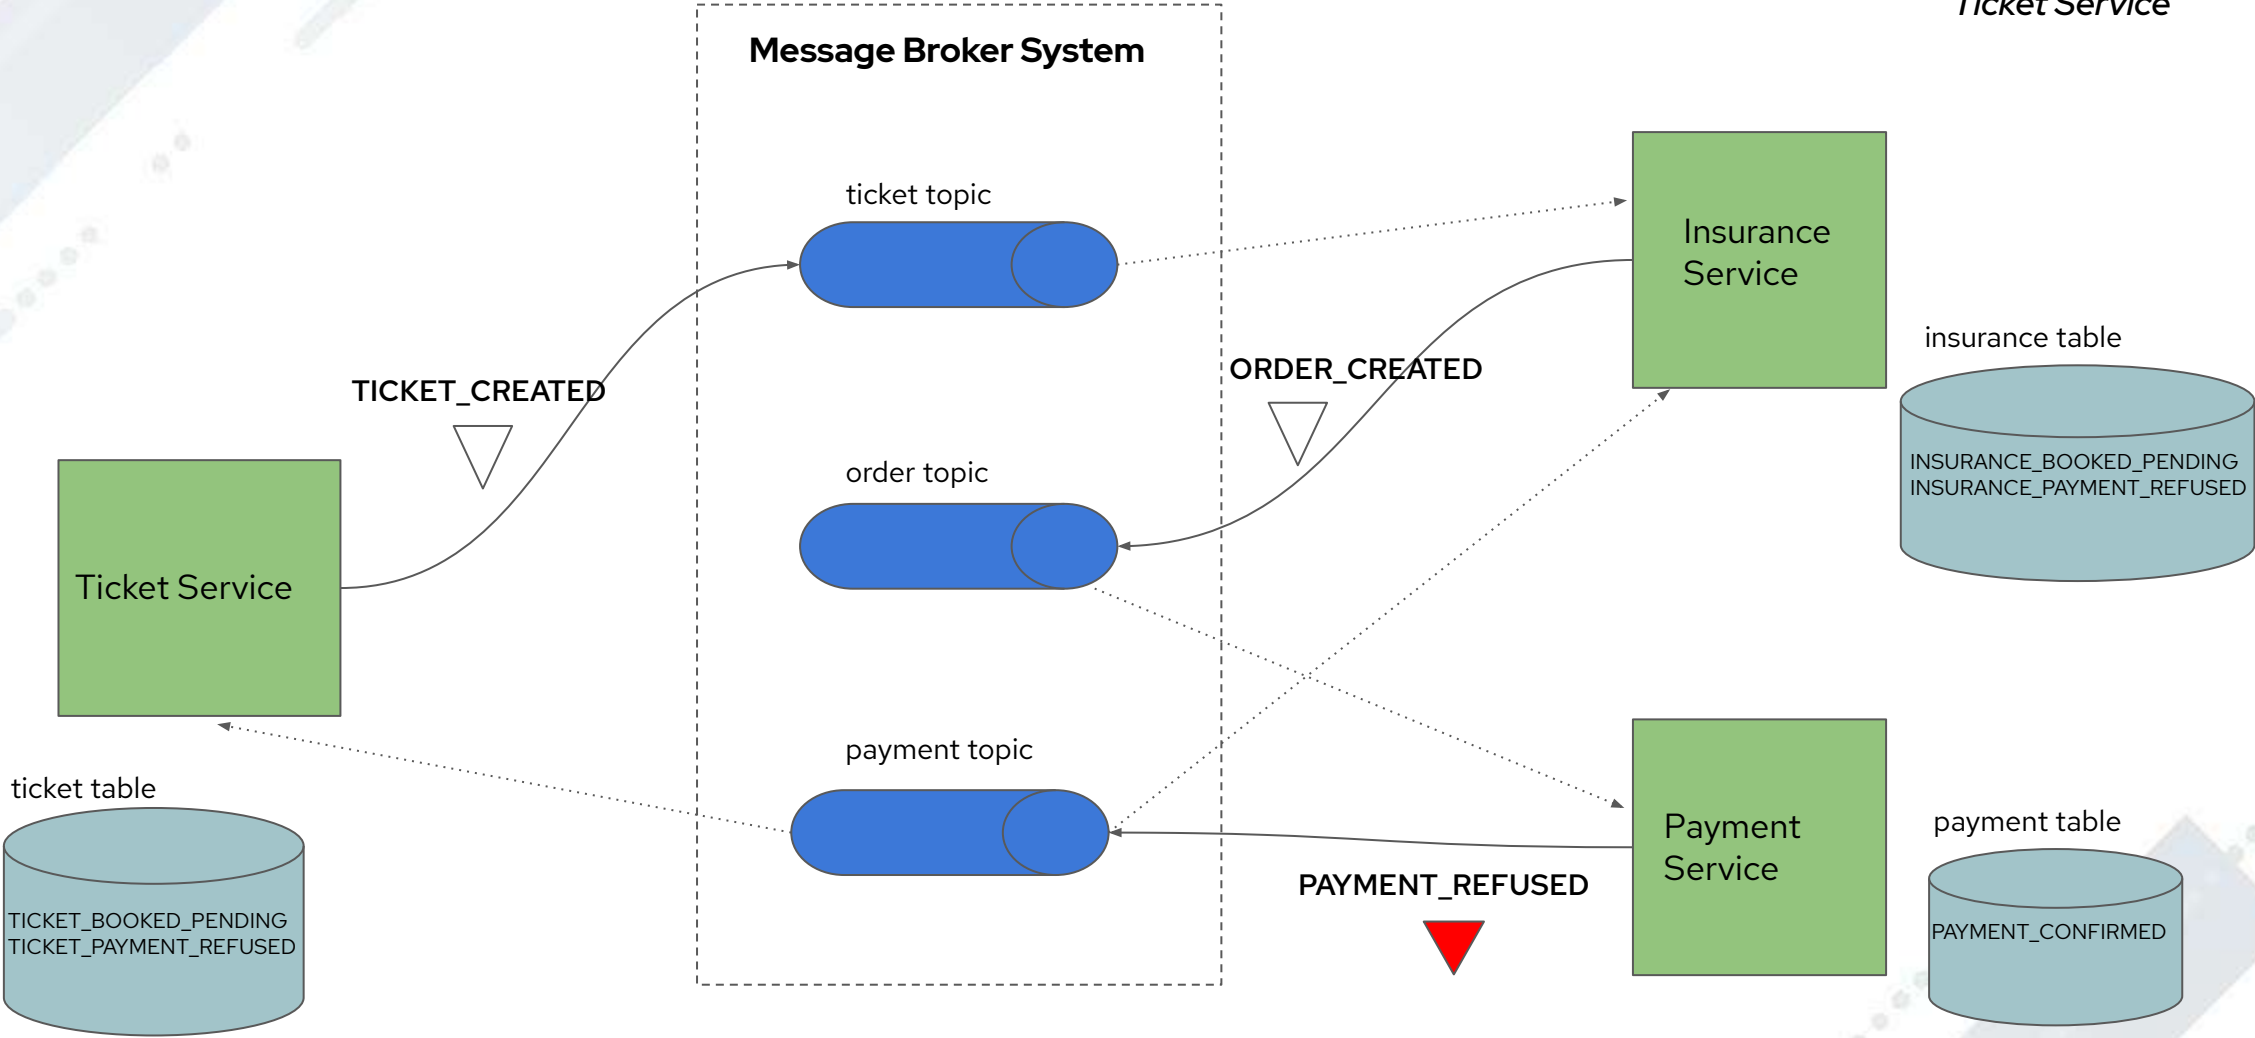 Ticket Service
Message Broker System
ticket topic
Insurance
Service
insurance table
ORDER_CREATED
TICKET_CREATED
INSURANCE_BOOKED_PENDING
INSURANCE_PAYMENT_REFUSED
order topic
Ticket Service
payment topic
ticket table
payment table
Payment
Service
PAYMENT_REFUSED
TICKET_BOOKED_PENDING
TICKET_PAYMENT_REFUSED
PAYMENT_CONFIRMED